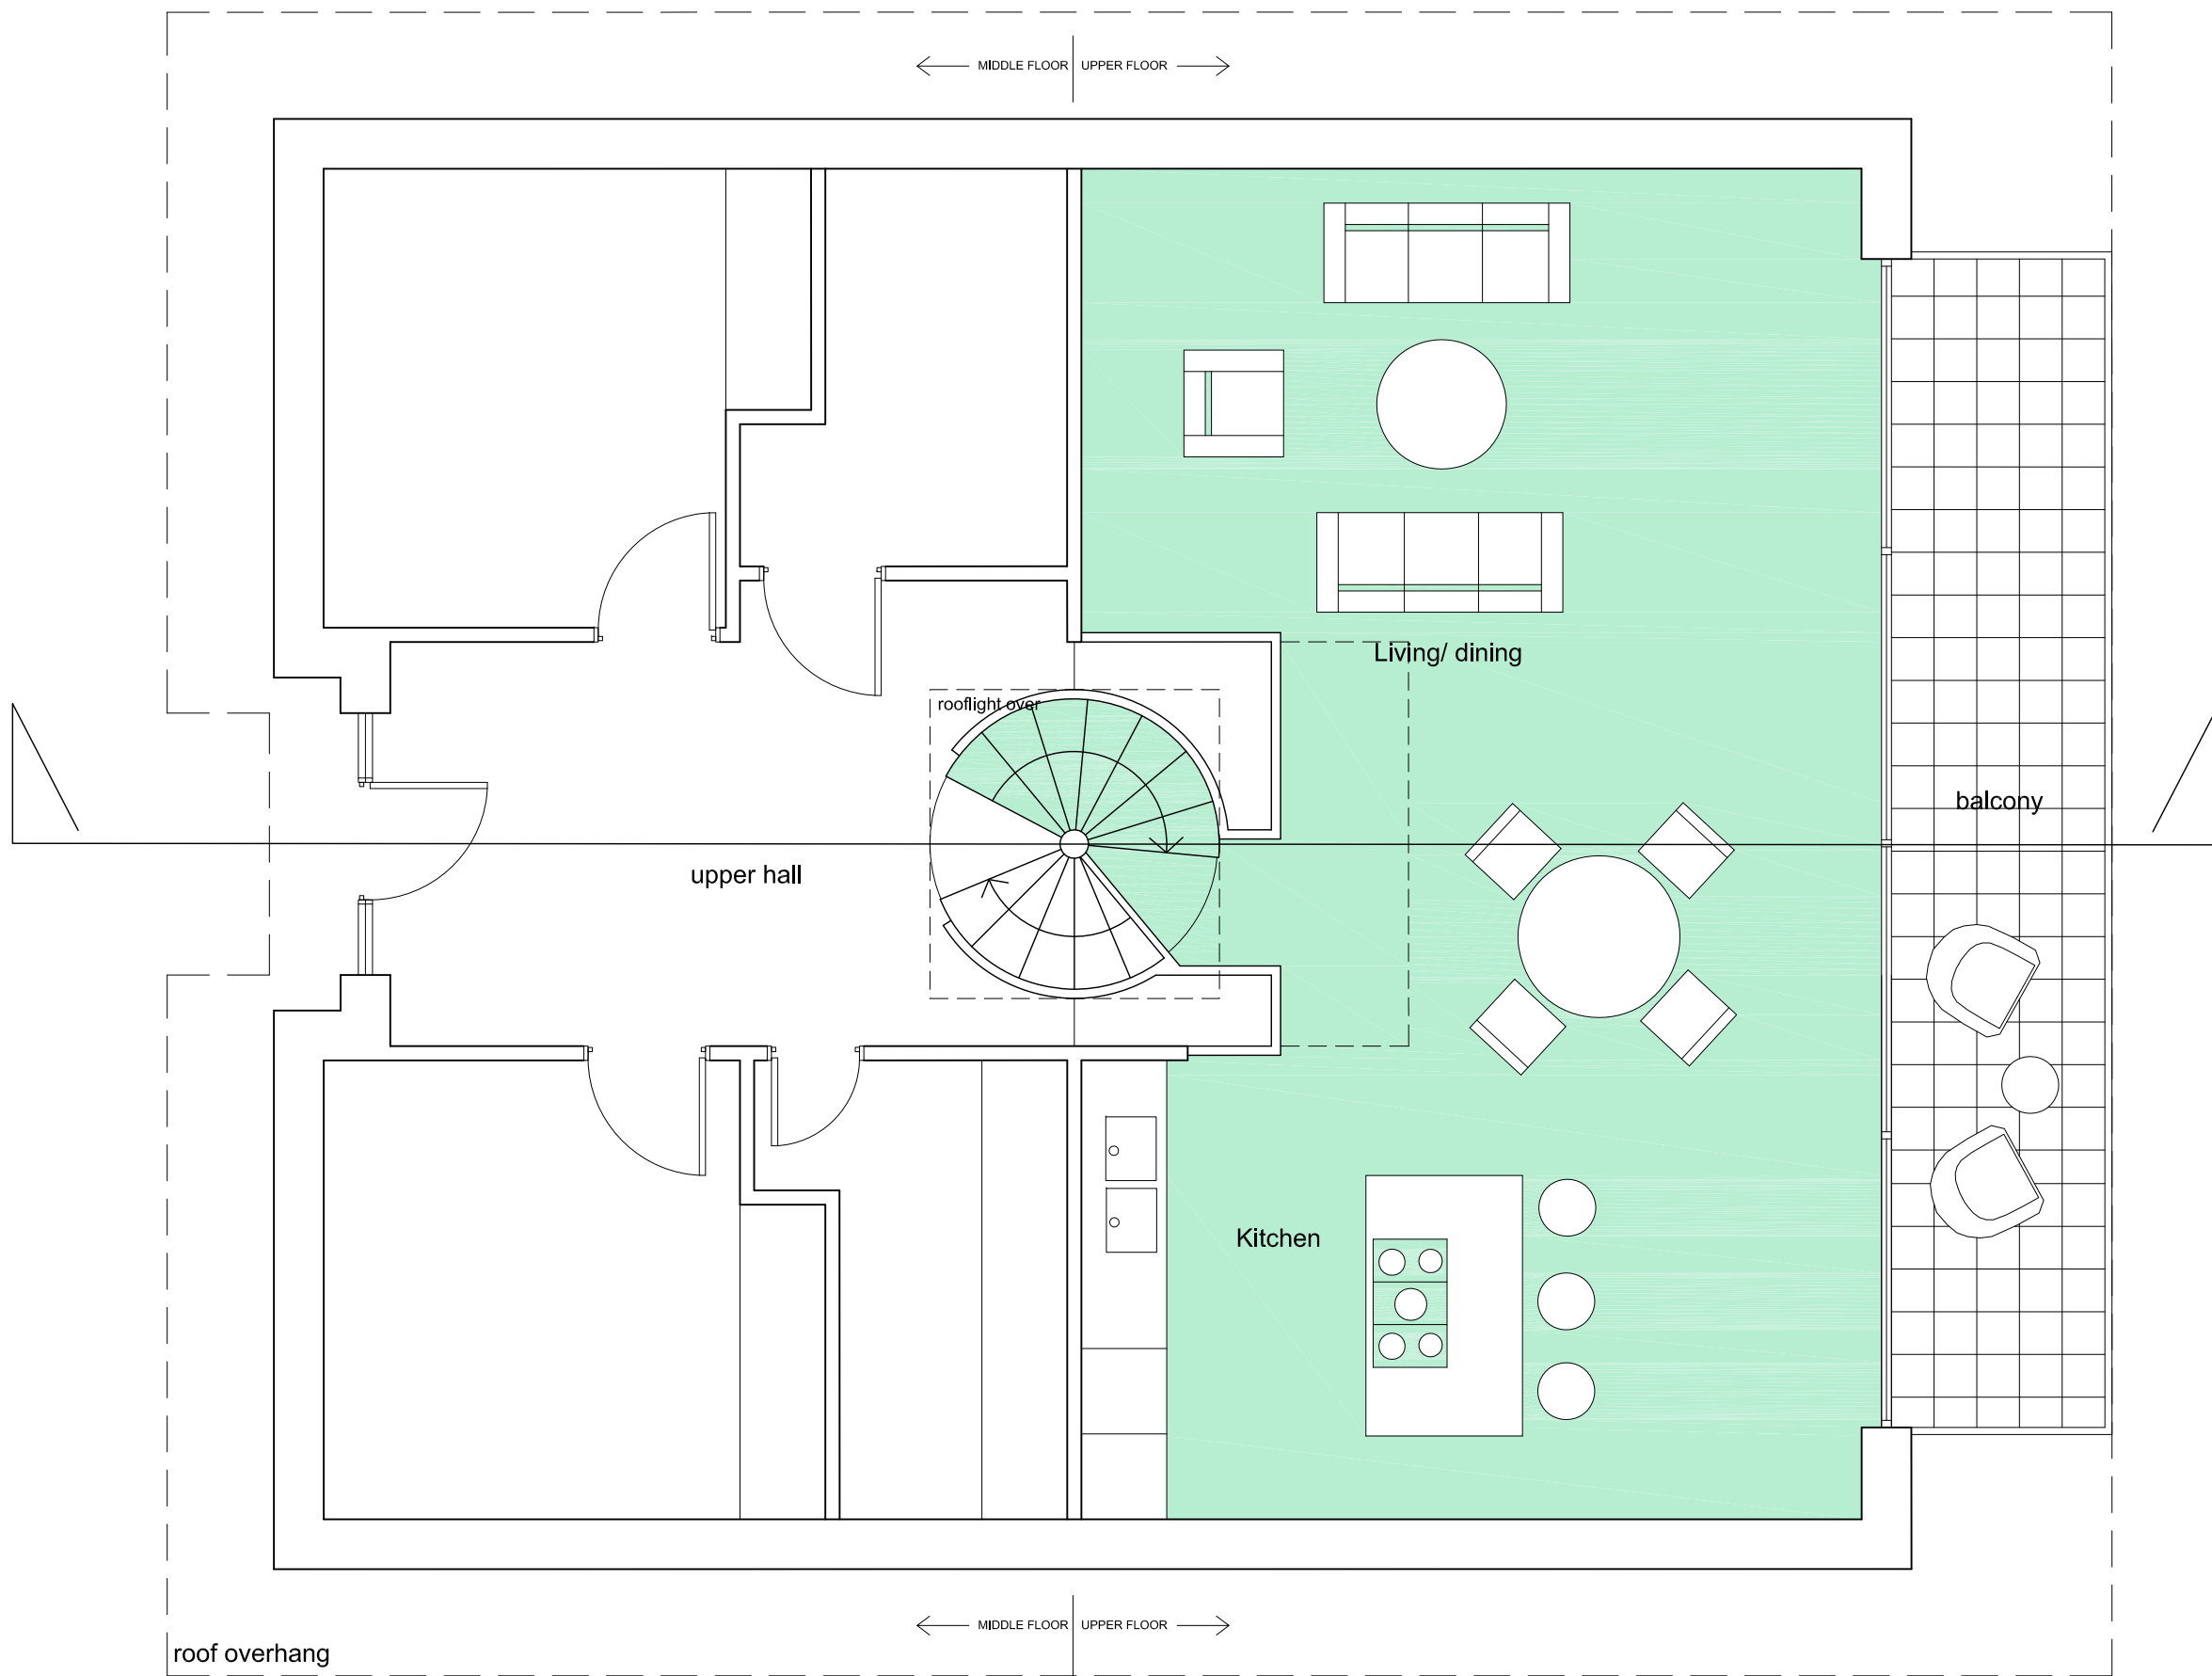 MIDDLE FLOOR UPPER FLOOR
Living/ dining
rooflight over
balcony
upper hall
Kitchen
MIDDLE FLOOR UPPER FLOOR
roof overhang